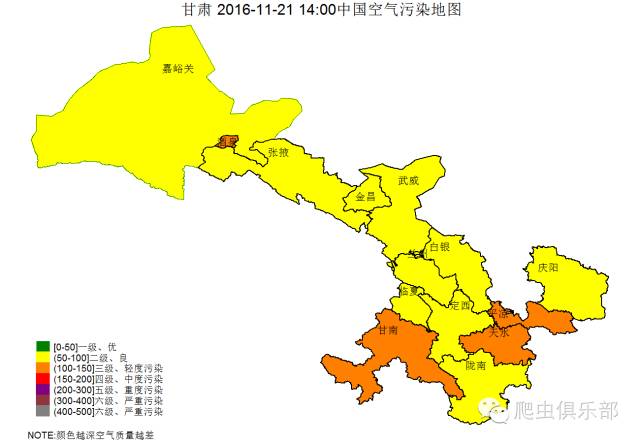 甘肃 2016-11-21 14:00中国空气污染地图
嘉峪关
张掖
武威
金昌
白银
庆阳
临夏
定西
平凉
甘南
天水
陇南
[0-50]一级、优
(50-100]二级、良
(100-150]三级、轻度污染
(150-200]四级、中度污染
(200-300]五级、重度污染
(300-400]六级、严重污染
(400-500]六级、严重污染
NOTE:颜色越深空气质量越差
爬虫俱乐部